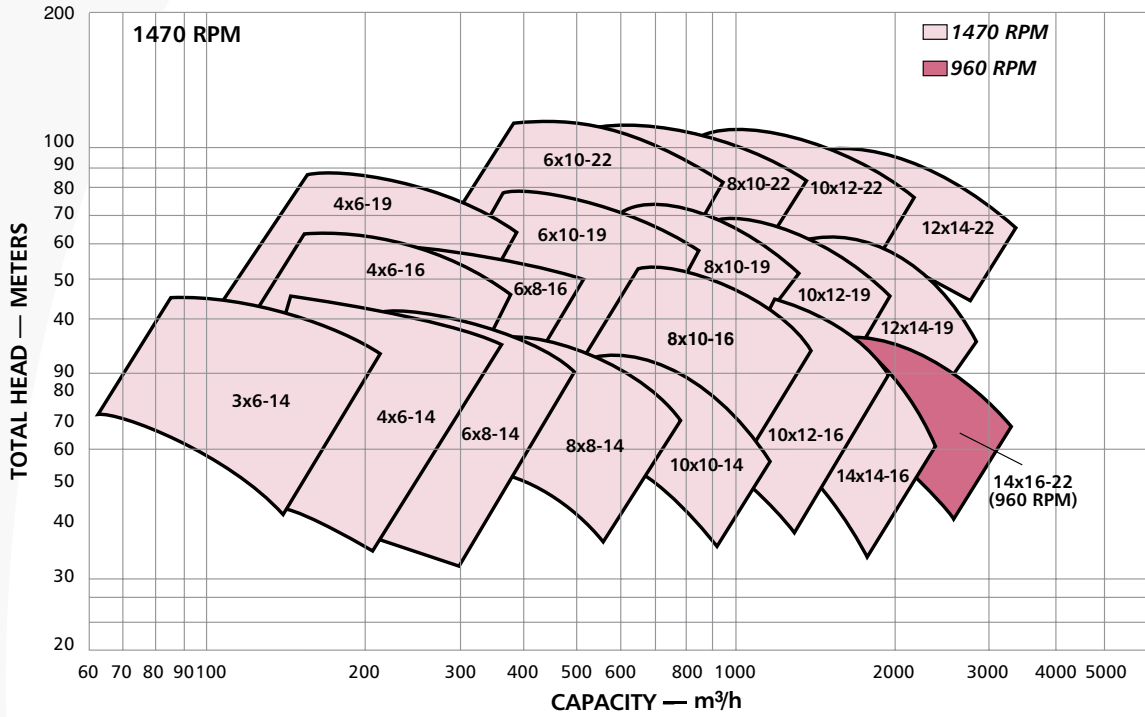 200
1470 RPM
1470 RPM
960 RPM
100
90
80
70
60
50
40
90
80
70
60
50
40
30
20
TOTAL HEAD — METERS
6x10-22
8x10-22
10x12-22
12x14-22
4x6-19
6x10-19
8x10-19
10x12-19
12x14-19
4x6-16
6x8-16
8x10-16
10x12-16
14x14-16
3x6-14
4x6-14
6x8-14
8x8-14
10x10-14
14x16-22
(960 RPM)
60 70 80 90 100 200 300 400 500 600 800 1000 2000 3000 4000 5000
CAPACITY — m³/h